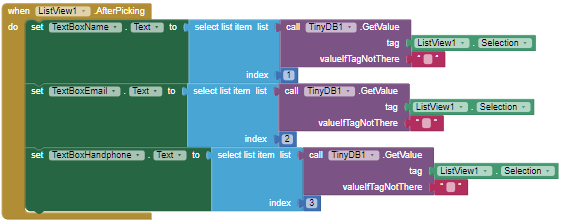 when ListView1 .AfterPicking
do set TextBoxName . Text to select list item list call TinyDB1 .GetValue
tag ListView1 . Selection
valueIfTagNotThere " "
index 1
set TextBoxEmail . Text to select list item list call TinyDB1 .GetValue
tag ListView1 . Selection
valueIfTagNotThere " "
index 2
set TextBoxHandphone . Text to select list item list call TinyDB1 .GetValue
tag ListView1 . Selection
valueIfTagNotThere " "
index 3